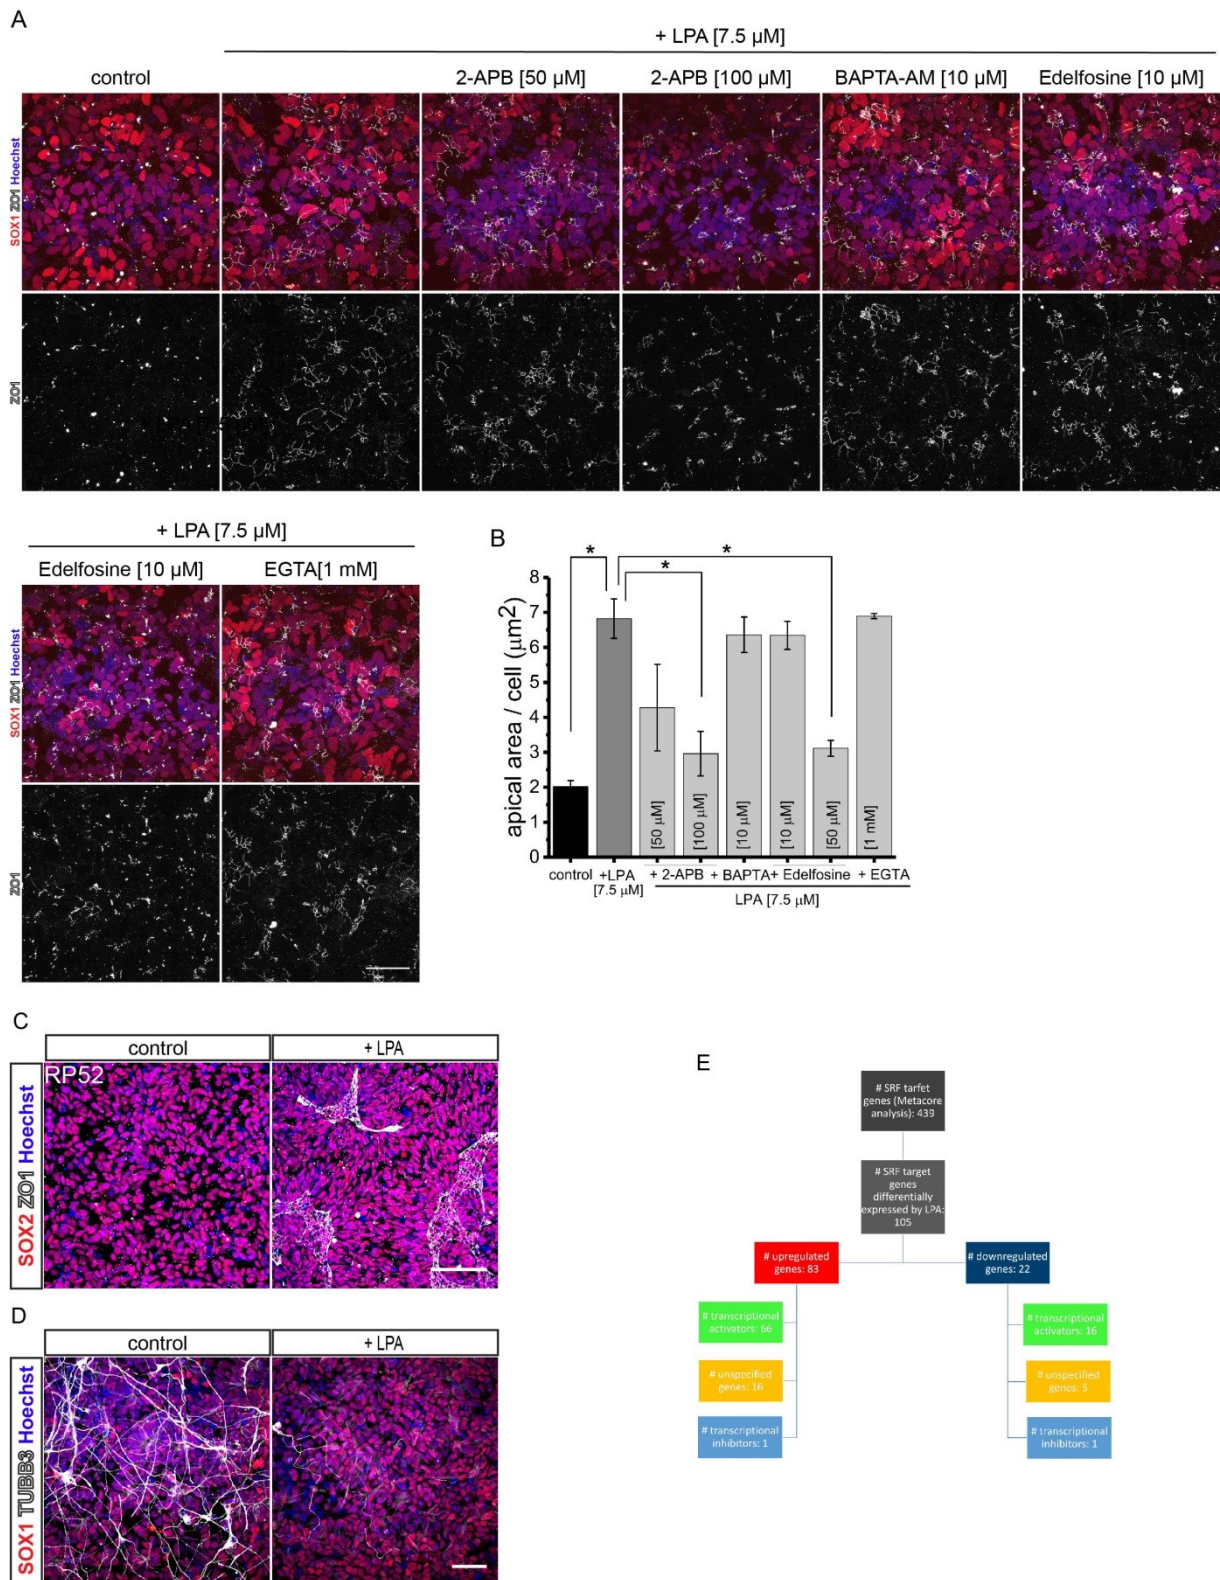 A
+ LPA [7.5 µM]
control
2-APB [50 µM]
2-APB [100 µM]
BAPTA-AM [10 µM]
Edelfosine [10 µM]
SOX1 ZO1 Hoechst
ZO1
+ LPA [7.5 µM]
Edelfosine [10 µM]
EGTA[1 mM]
SOX1 ZO1 Hoechst
ZO1
B
*
*
*
apical area / cell (µm2)
8
7
6
5
4
3
2
1
0
[50 µM]
[100 µM]
[10 µM]
[10 µM]
[50 µM]
[1 mM]
control
+LPA
[7.5 µM]
+ 2-APB
+ BAPTA
+ Edelfosine
+ EGTA
LPA [7.5 µM]
C
control
+ LPA
RP52
SOX2 ZO1 Hoechst
D
control
+ LPA
SOX1 TUBB3 Hoechst
E
# SRF tarfet
genes (Metacore
analysis): 439
# SRF target
genes
differentially
expressed by LPA:
105
# upregulated
genes: 83
# downregulated
genes: 22
# transcriptional
activators: 66
# transcriptional
activators: 16
# unspecified
genes: 16
# unspecified
genes: 5
# transcriptional
inhibitors: 1
# transcriptional
inhibitors: 1